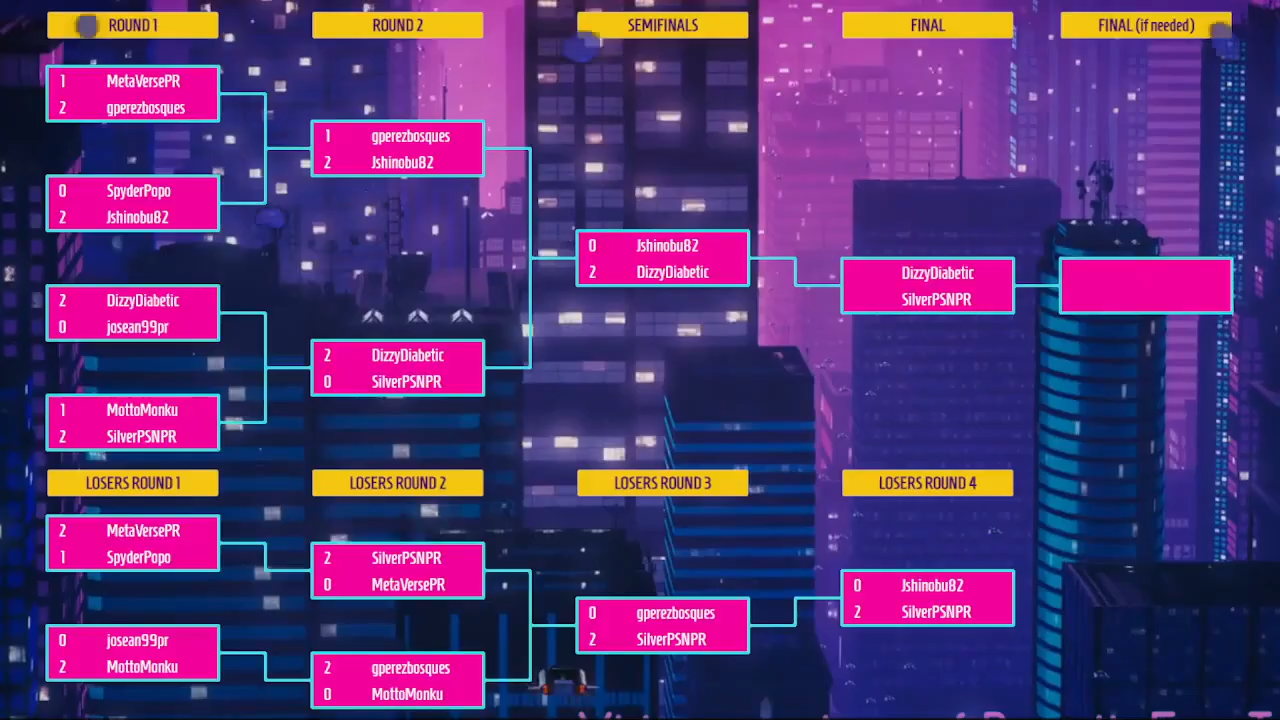 ROUND 1
ROUND 2
SEMIFINALS
FINAL
FINAL (if needed)
1 MetaVersePR
2 gperezbosques
0 SpyderPopo
2 Jshinobu82
2 DizzyDiabetic
0 josean99pr
1 MottoMonku
2 SilverPSNPR
1 gperezbosques
2 Jshinobu82
2 DizzyDiabetic
0 SilverPSNPR
0 Jshinobu82
2 DizzyDiabetic
DizzyDiabetic
SilverPSNPR
LOSERS ROUND 1
LOSERS ROUND 2
LOSERS ROUND 3
LOSERS ROUND 4
2 MetaVersePR
1 SpyderPopo
0 josean99pr
2 MottoMonku
2 SilverPSNPR
0 MetaVersePR
2 gperezbosques
0 MottoMonku
0 gperezbosques
2 SilverPSNPR
0 Jshinobu82
2 SilverPSNPR